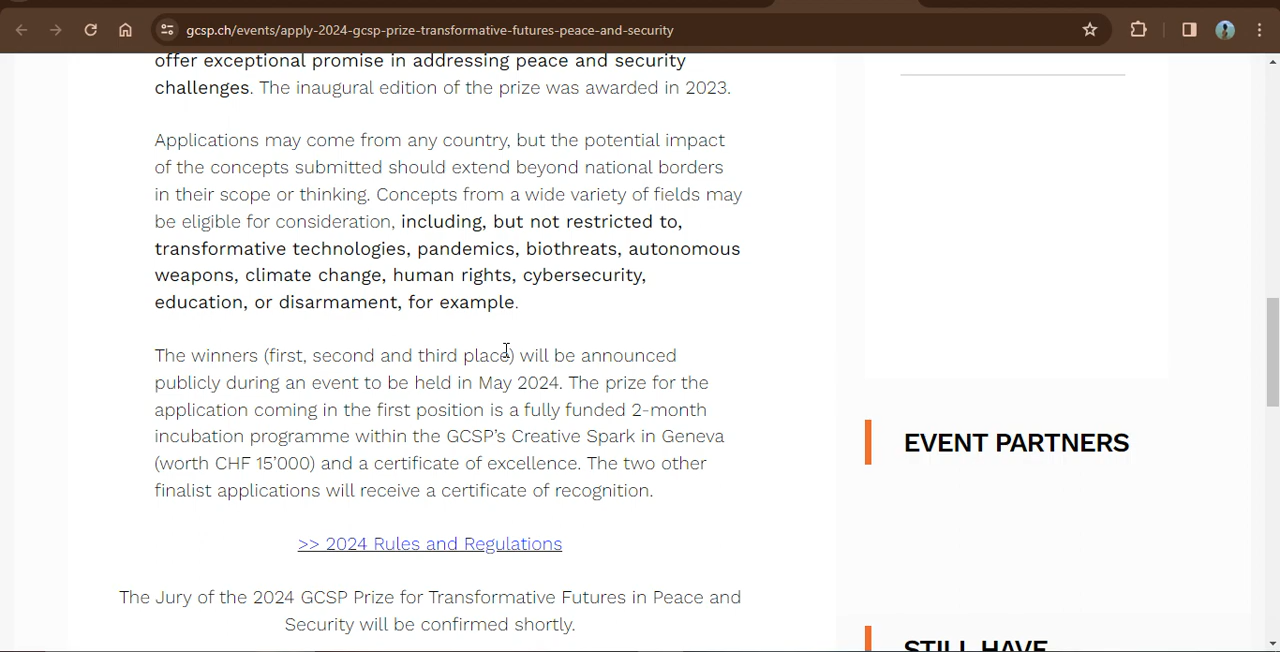 gcsp.ch/events/apply-2024-gcsp-prize-transformative-futures-peace-and-security
offer exceptional promise in addressing peace and security
challenges. The inaugural edition of the prize was awarded in 2023.
Applications may come from any country, but the potential impact
of the concepts submitted should extend beyond national borders
in their scope or thinking. Concepts from a wide variety of fields may
be eligible for consideration, including, but not restricted to,
transformative technologies, pandemics, biothreats, autonomous
weapons, climate change, human rights, cybersecurity,
education, or disarmament, for example.
The winners (first, second and third place) will be announced
publicly during an event to be held in May 2024. The prize for the
application coming in the first position is a fully funded 2-month
incubation programme within the GCSP’s Creative Spark in Geneva
(worth CHF 15’000) and a certificate of excellence. The two other
finalist applications will receive a certificate of recognition.
>> 2024 Rules and Regulations
The Jury of the 2024 GCSP Prize for Transformative Futures in Peace and
Security will be confirmed shortly.
EVENT PARTNERS
STILL HAVE